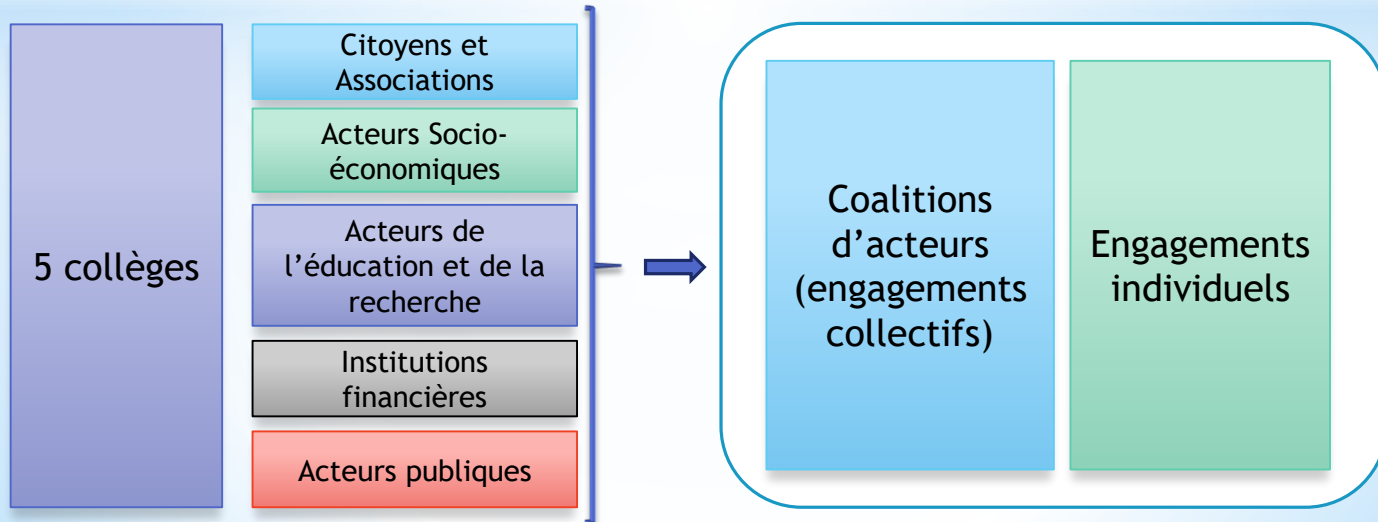 5 collèges
Citoyens et
Associations
Acteurs Socio-
économiques
Acteurs de
l’éducation et de la
recherche
Institutions
financières
Acteurs publiques
Coalitions
d’acteurs
(engagements
collectifs)
Engagements
individuels